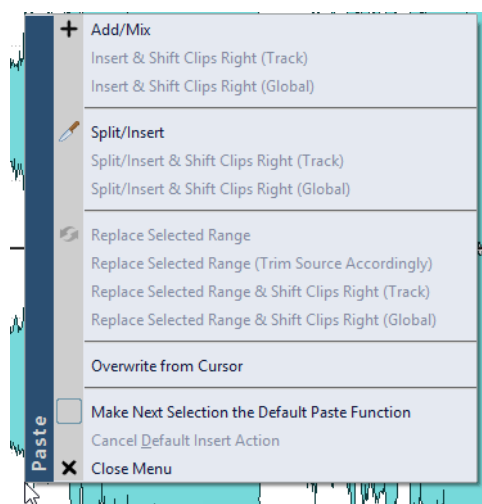 Add/Mix
Insert & Shift Clips Right (Track)
Insert & Shift Clips Right (Global)
Split/Insert
Split/Insert & Shift Clips Right (Track)
Split/Insert & Shift Clips Right (Global)
Replace Selected Range
Replace Selected Range (Trim Source Accordingly)
Replace Selected Range & Shift Clips Right (Track)
Replace Selected Range & Shift Clips Right (Global)
Overwrite from Cursor
Make Next Selection the Default Paste Function
Cancel Default Insert Action
Close Menu
Paste